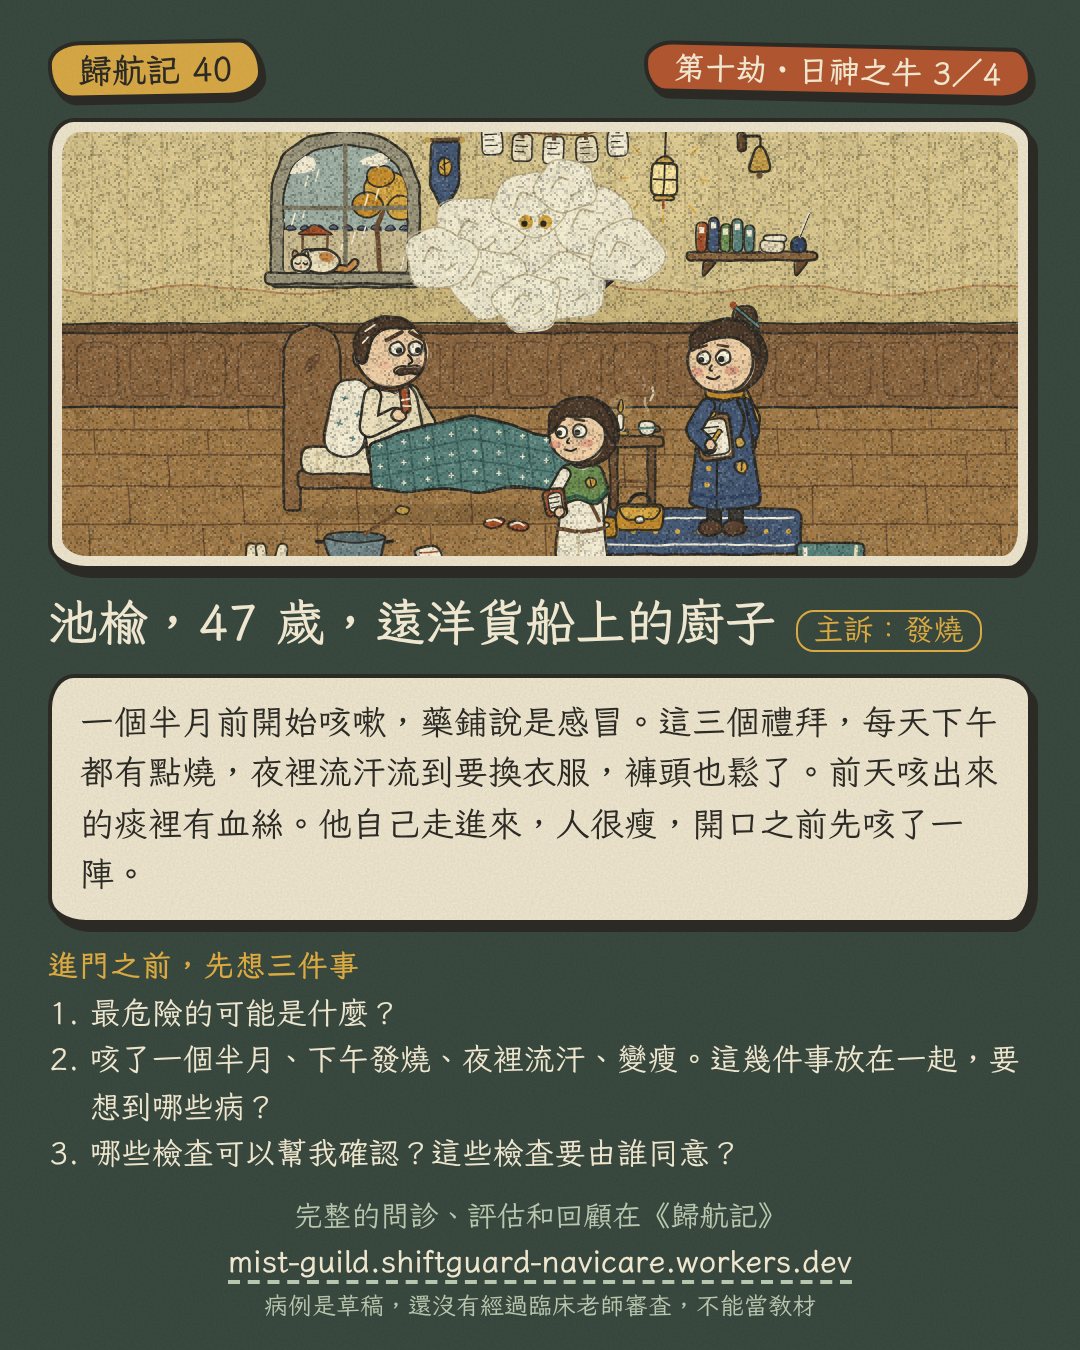 歸航記 40
第十劫・日神之牛 3／4
池榆，47 歲，遠洋貨船上的廚子
主訴：發燒
一個半月前開始咳嗽，藥鋪說是感冒。這三個禮拜，每天下午
都有點燒，夜裡流汗流到要換衣服，褲頭也鬆了。前天咳出來
的痰裡有血絲。他自己走進來，人很瘦，開口之前先咳了一
陣。
進門之前，先想三件事
1. 最危險的可能是什麼？
2. 咳了一個半月、下午發燒、夜裡流汗、變瘦。這幾件事放在一起，要
想到哪些病？
3. 哪些檢查可以幫我確認？這些檢查要由誰同意？
完整的問診、評估和回顧在《歸航記》
mist-guild.shiftguard-navicare.workers.dev
病例是草稿，還沒有經過臨床老師審查，不能當教材